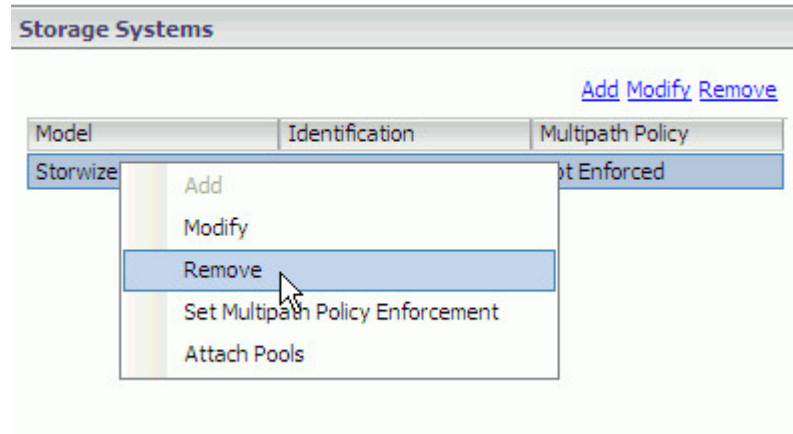 Storage Systems
Add Modify Remove
Model Identification Multipath Policy
Storwize ot Enforced
Add
Modify
Remove
Set Multipath Policy Enforcement
Attach Pools